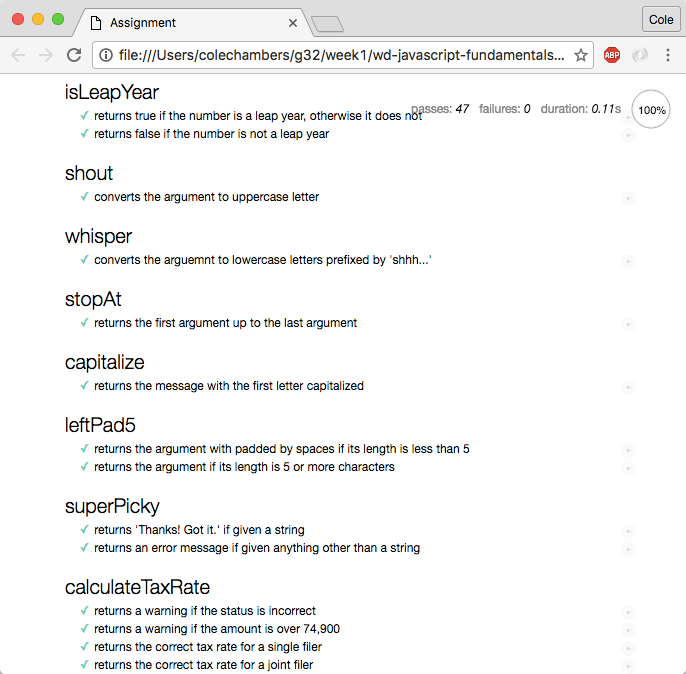 Assignment
Cole
file:///Users/colechambers/g32/week1/wd-javascript-fundamentals...
ABP
passes: 47 failures: 0 duration: 0.11s 100%
isLeapYear
✓ returns true if the number is a leap year, otherwise it does not
✓ returns false if the number is not a leap year
shout
✓ converts the argument to uppercase letter
whisper
✓ converts the arguemnt to lowercase letters prefixed by 'shhh...'
stopAt
✓ returns the first argument up to the last argument
capitalize
✓ returns the message with the first letter capitalized
leftPad5
✓ returns the argument with padded by spaces if its length is less than 5
✓ returns the argument if its length is 5 or more characters
superPicky
✓ returns 'Thanks! Got it.' if given a string
✓ returns an error message if given anything other than a string
calculateTaxRate
✓ returns a warning if the status is incorrect
✓ returns a warning if the amount is over 74,900
✓ returns the correct tax rate for a single filer
✓ returns the correct tax rate for a joint filer